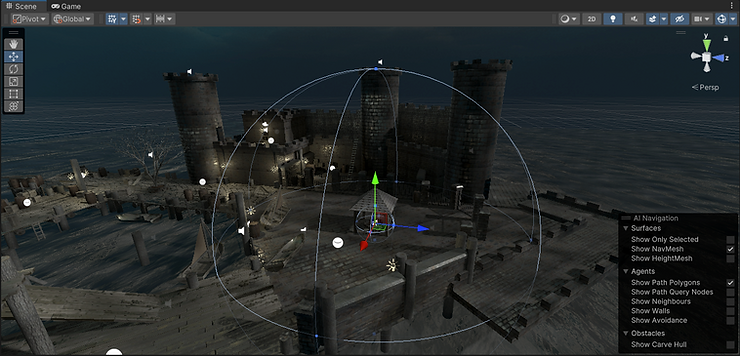 Scene Game
Pivot Global 2D
y
z
Persp
AI Navigation
Surfaces
Show Only Selected
Show NavMesh
Show HeightMesh
Agents
Show Path Polygons
Show Path Query Nodes
Show Neighbours
Show Walls
Show Avoidance
Obstacles
Show Carve Hull